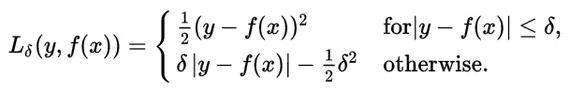 L_δ(y, f(x)) = { ½(y − f(x))² for|y − f(x)| ≤ δ,
δ|y − f(x)| − ½δ² otherwise.